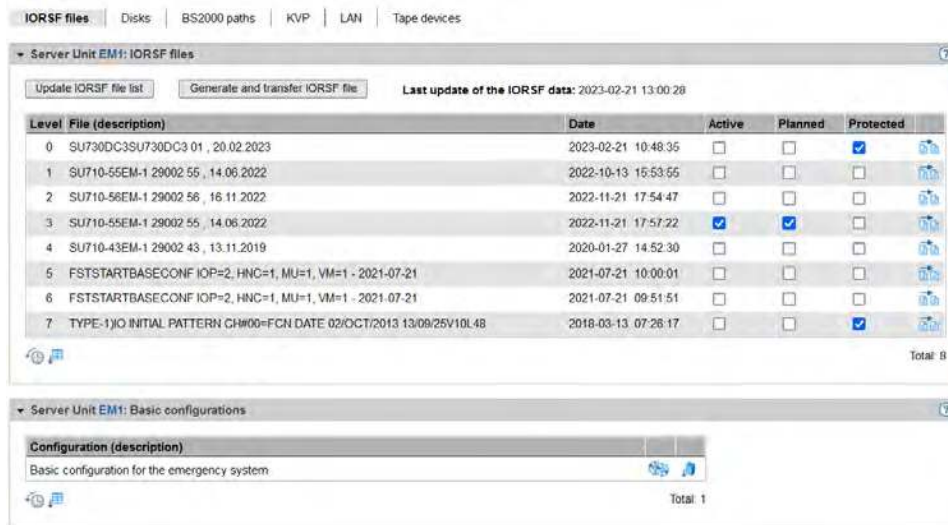 IORSF files Disks BS2000 paths KVP LAN Tape devices
Server Unit EM1: IORSF files
Update IORSF file list Generate and transfer IORSF file Last update of the IORSF data: 2023-02-21 13:00:28
Level File (description) Date Active Planned Protected
0 SU730DC3SU730DC3 01 , 20.02.2023 2023-02-21 10:48:35
1 SU710-55EM-1 29002 55 , 14.06.2022 2022-10-13 15:53:55
2 SU710-56EM-1 29002 56 , 16.11.2022 2022-11-21 17:54:47
3 SU710-55EM-1 29002 55 , 14.06.2022 2022-11-21 17:57:22
4 SU710-43EM-1 29002 43 , 13.11.2019 2020-01-27 14:52:30
5 FSTSTARTBASECONF IOP=2, HNC=1, MU=1, VM=1 - 2021-07-21 2021-07-21 10:00:01
6 FSTSTARTBASECONF IOP=2, HNC=1, MU=1, VM=1 - 2021-07-21 2021-07-21 09:51:51
7 TYPE-1)IO INITIAL PATTERN CH#00=FCN DATE 02/OCT/2013 13/09/25V10L48 2018-03-13 07:26:17
Total: 8
Server Unit EM1: Basic configurations
Configuration (description)
Basic configuration for the emergency system
Total: 1